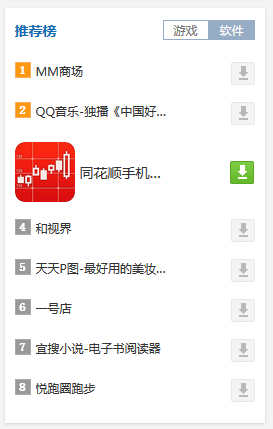 推荐榜 游戏 软件
1 MM商场
2 QQ音乐-独播《中国好...
同花顺手机...
4 和视界
5 天天P图-最好用的美妆...
6 一号店
7 宜搜小说-电子书阅读器
8 悦跑圈跑步